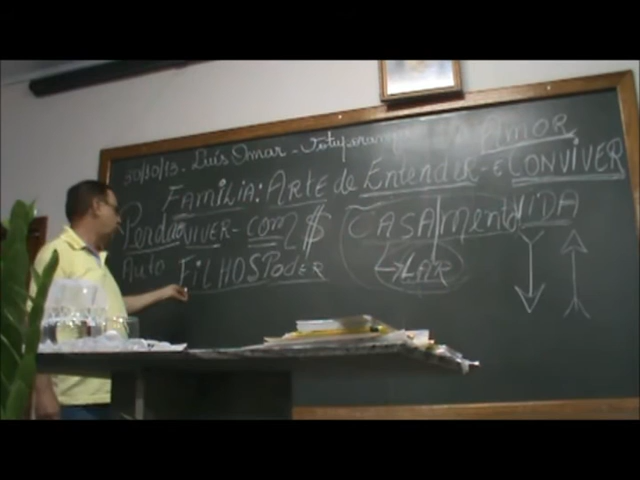 30/10/13. Luís Omar -
AMOR
FAMÍLIA: ARTE de Entender - e CONVIVER
Perdão VIVER - com $ CASAMento VIDA
Auto FILHOS PODER LAR